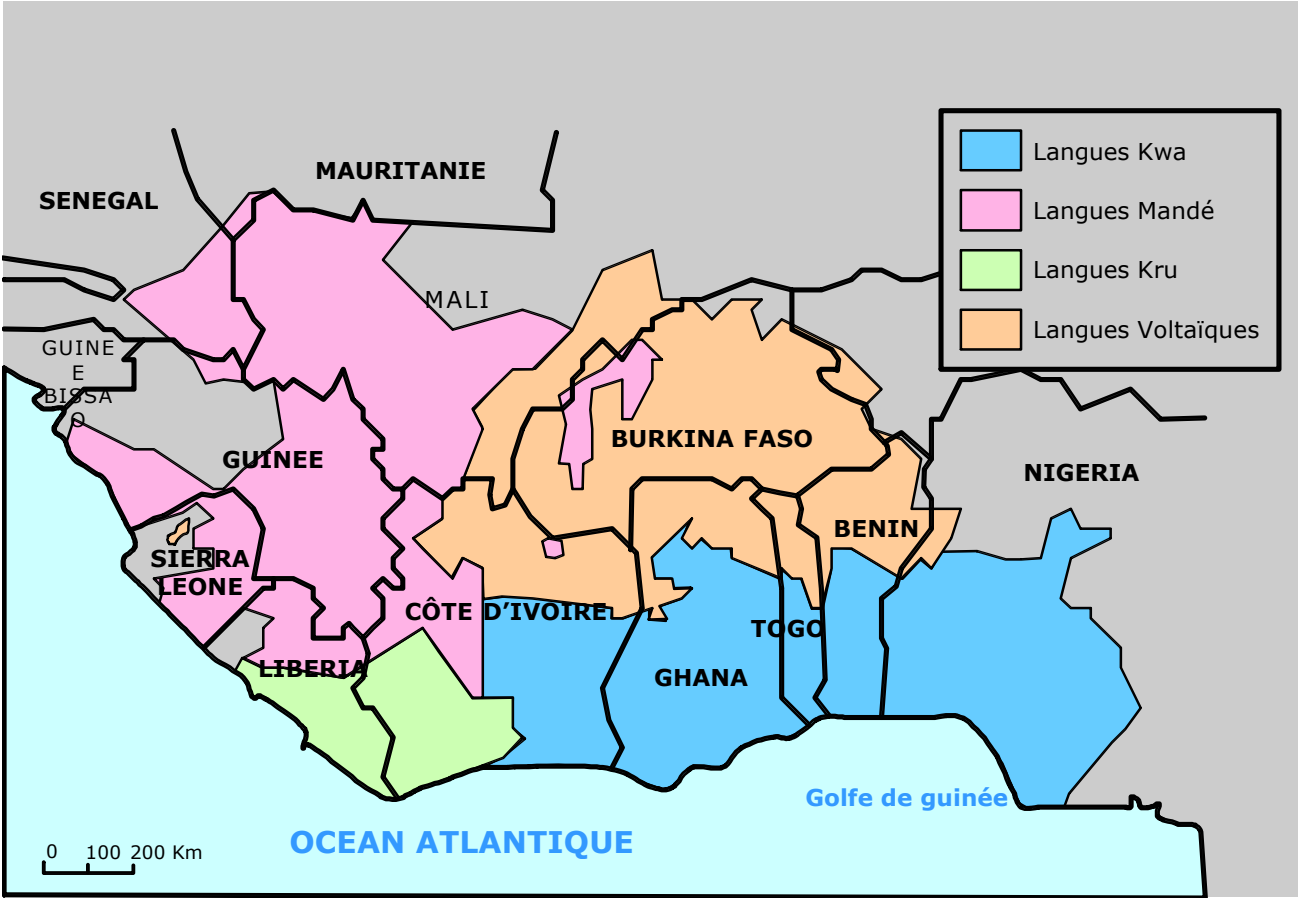 MAURITANIE
SENEGAL
Langues Kwa
Langues Mandé
Langues Kru
Langues Voltaïques
MALI
GUINE
E
BISSA
O
GUINEE
BURKINA FASO
NIGERIA
BENIN
SIERRA
LEONE
CÔTE D'IVOIRE
TOGO
LIBERIA
GHANA
Golfe de guinée
OCEAN ATLANTIQUE
0 100 200 Km